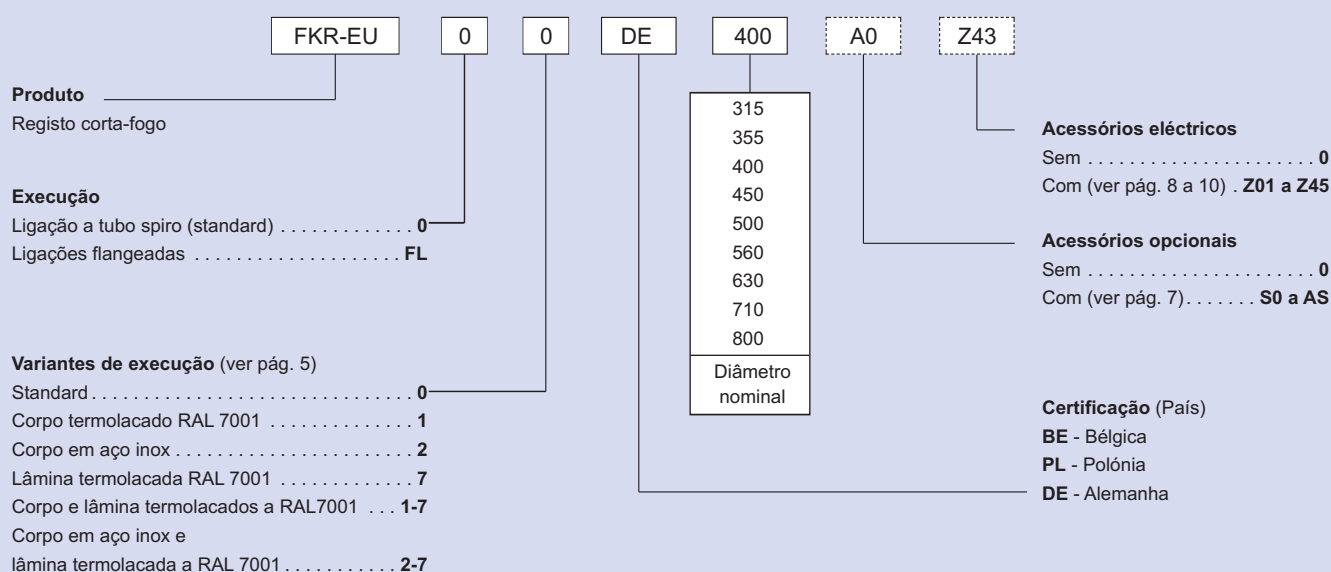 FKR-EU 0 0 DE 400 A0 Z43
Produto
Registo corta-fogo
Execução
Ligação a tubo spiro (standard) . . . . . . . . . . . . . 0
Ligações flangeadas . . . . . . . . . . . . . . . . . . . . FL
Variantes de execução (ver pág. 5)
Standard . . . . . . . . . . . . . . . . . . . . . . . . . . . . . 0
Corpo termolacado RAL 7001 . . . . . . . . . . . . . . 1
Corpo em aço inox . . . . . . . . . . . . . . . . . . . . . . 2
Lâmina termolacada RAL 7001 . . . . . . . . . . . . . 7
Corpo e lâmina termolacados a RAL7001 . . . 1-7
Corpo em aço inox e
lâmina termolacada a RAL 7001 . . . . . . . . . . . 2-7
315
355
400
450
500
560
630
710
800
Diâmetro
nominal
Acessórios eléctricos
Sem . . . . . . . . . . . . . . . . . . . . . . 0
Com (ver pág. 8 a 10) . Z01 a Z45
Acessórios opcionais
Sem . . . . . . . . . . . . . . . . . . . . . . 0
Com (ver pág. 7) . . . . . . . S0 a AS
Certificação (País)
BE - Bélgica
PL - Polónia
DE - Alemanha